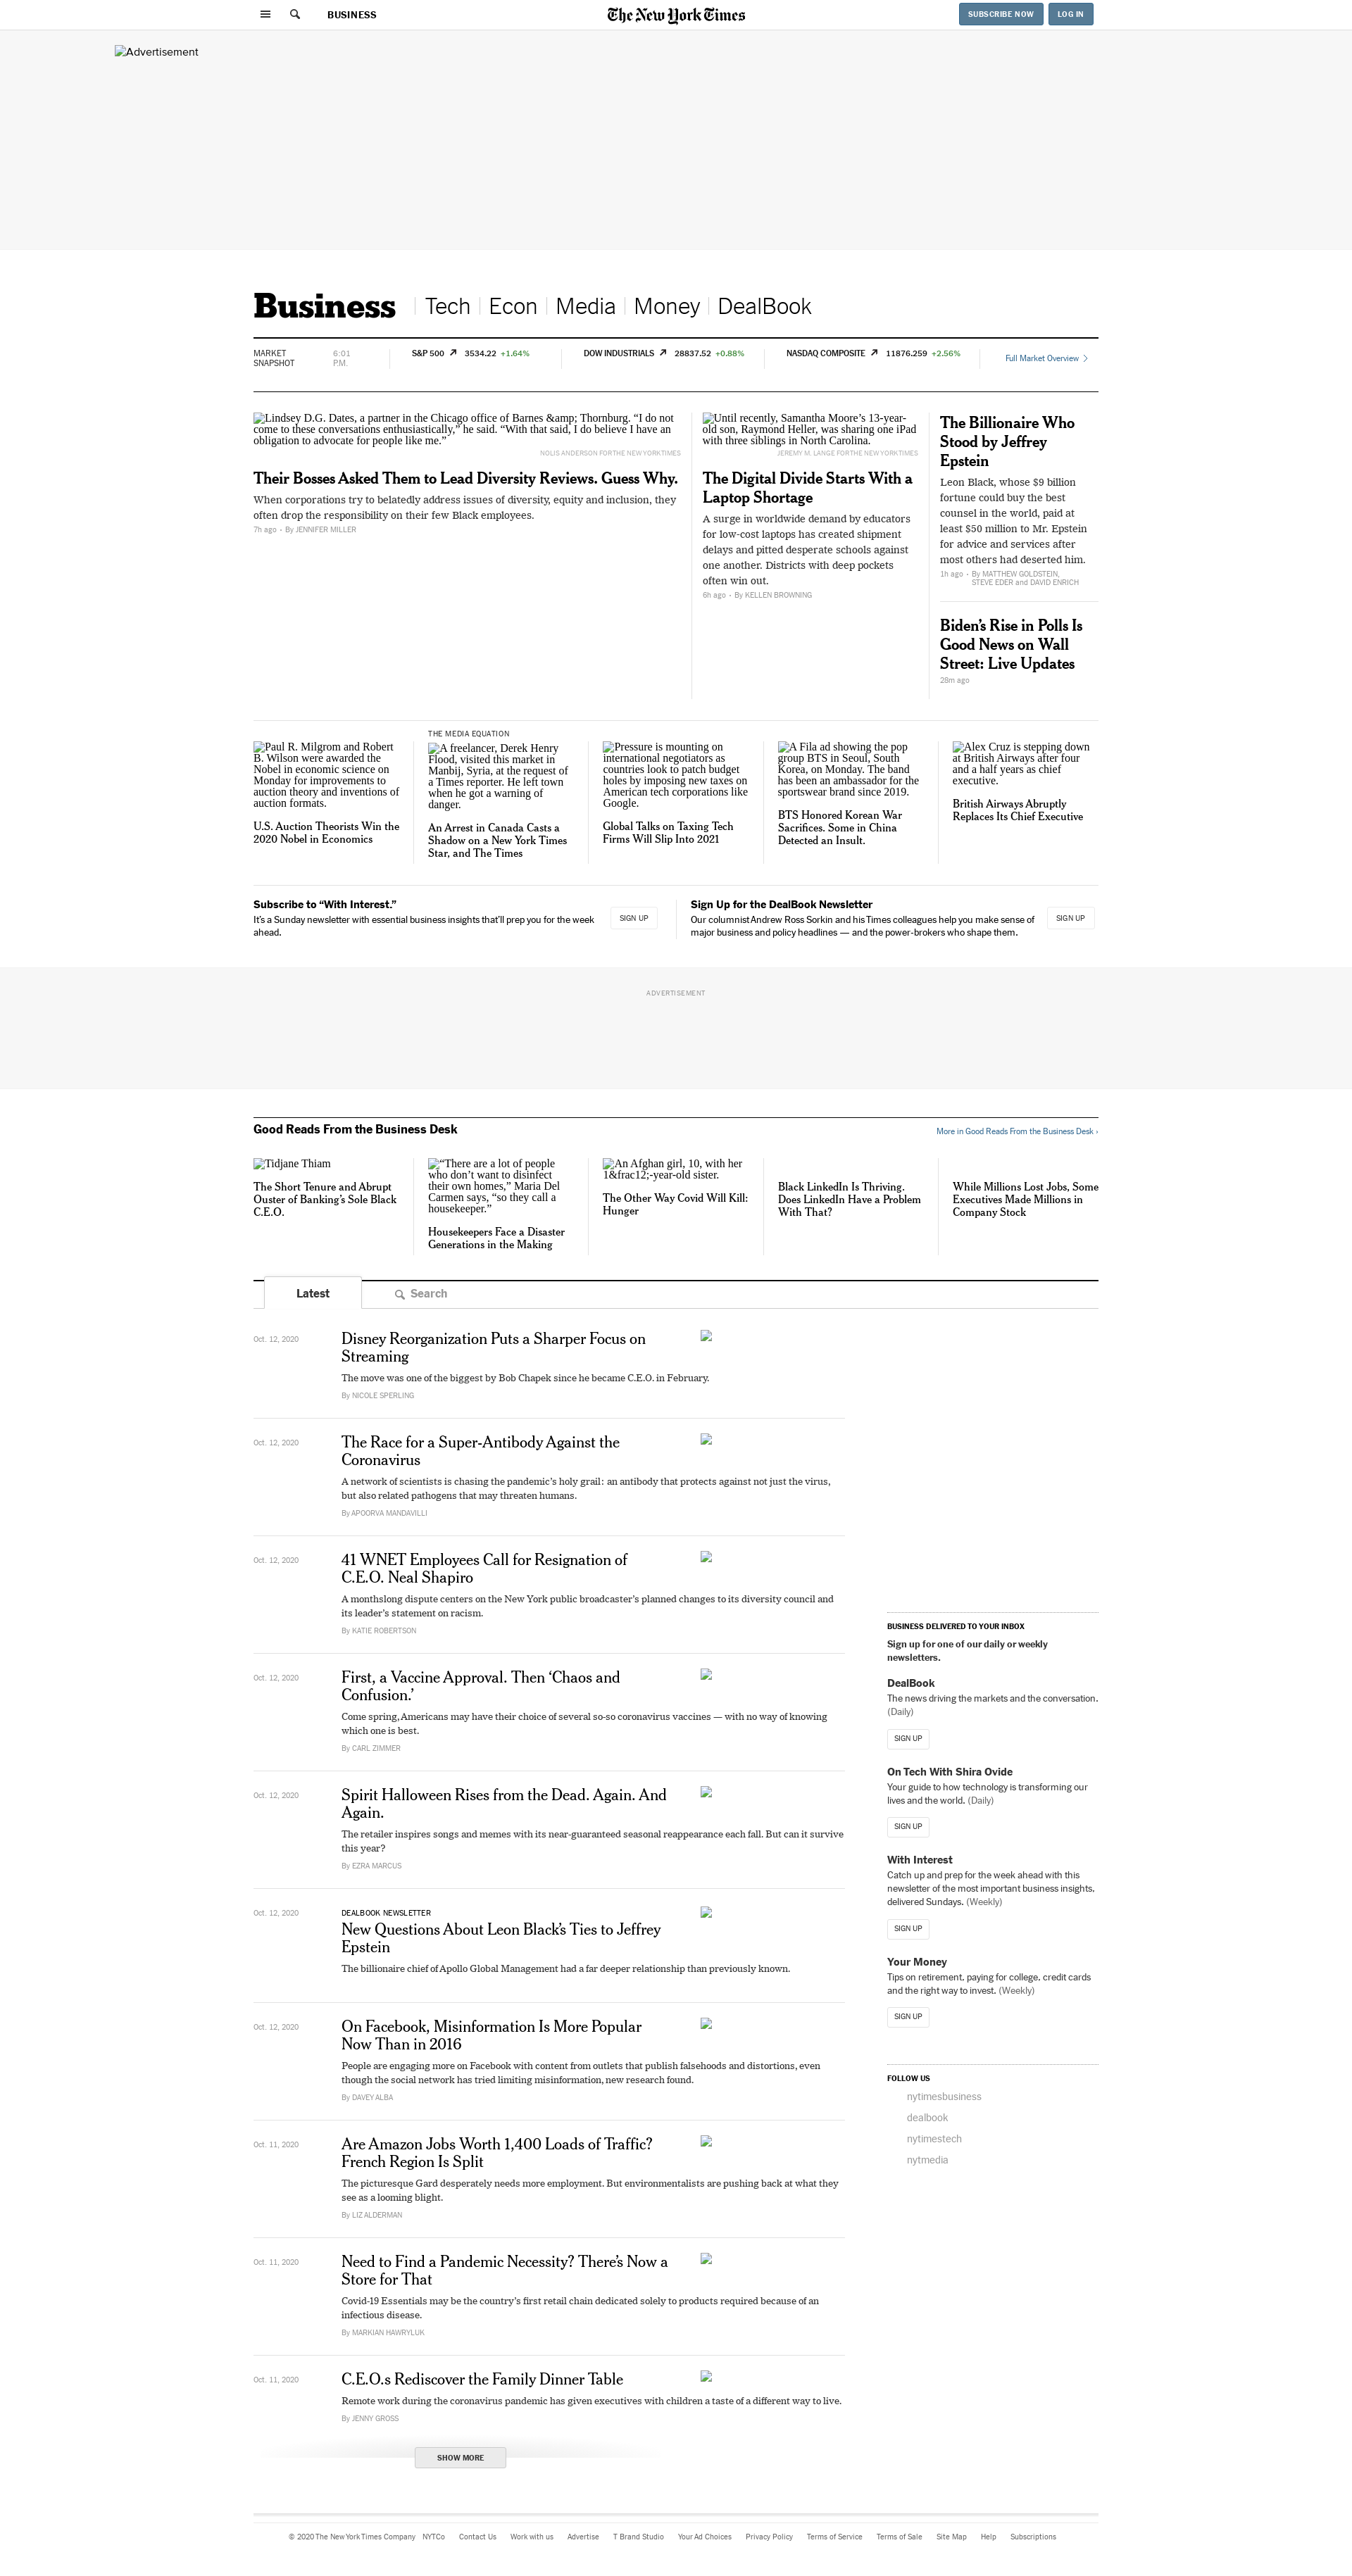 BUSINESS
The New York Times
SUBSCRIBE NOW
LOG IN
Advertisement
Business
Tech
Econ
Media
Money
DealBook
MARKET
SNAPSHOT
6:01
P.M.
S&P 500 3534.22 +1.64%
DOW INDUSTRIALS 28837.52 +0.88%
NASDAQ COMPOSITE 11876.259 +2.56%
Full Market Overview
Lindsey D.G. Dates, a partner in the Chicago office of Barnes &amp; Thornburg. “I do not
come to these conversations enthusiastically,” he said. “With that said, I do believe I have an
obligation to advocate for people like me.”
NOLIS ANDERSON FOR THE NEW YORK TIMES
Their Bosses Asked Them to Lead Diversity Reviews. Guess Why.
When corporations try to belatedly address issues of diversity, equity and inclusion, they
often drop the responsibility on their few Black employees.
7h ago • By JENNIFER MILLER
Until recently, Samantha Moore’s 13-year-
old son, Raymond Heller, was sharing one iPad
with three siblings in North Carolina.
JEREMY M. LANGE FOR THE NEW YORK TIMES
The Digital Divide Starts With a
Laptop Shortage
A surge in worldwide demand by educators
for low-cost laptops has created shipment
delays and pitted desperate schools against
one another. Districts with deep pockets
often win out.
6h ago • By KELLEN BROWNING
The Billionaire Who
Stood by Jeffrey
Epstein
Leon Black, whose $9 billion
fortune could buy the best
counsel in the world, paid at
least $50 million to Mr. Epstein
for advice and services after
most others had deserted him.
1h ago • By MATTHEW GOLDSTEIN,
STEVE EDER and DAVID ENRICH
Biden’s Rise in Polls Is
Good News on Wall
Street: Live Updates
28m ago
Paul R. Milgrom and Robert
B. Wilson were awarded the
Nobel in economic science on
Monday for improvements to
auction theory and inventions of
auction formats.
U.S. Auction Theorists Win the
2020 Nobel in Economics
THE MEDIA EQUATION
A freelancer, Derek Henry
Flood, visited this market in
Manbij, Syria, at the request of
a Times reporter. He left town
when he got a warning of
danger.
An Arrest in Canada Casts a
Shadow on a New York Times
Star, and The Times
Pressure is mounting on
international negotiators as
countries look to patch budget
holes by imposing new taxes on
American tech corporations like
Google.
Global Talks on Taxing Tech
Firms Will Slip Into 2021
A Fila ad showing the pop
group BTS in Seoul, South
Korea, on Monday. The band
has been an ambassador for the
sportswear brand since 2019.
BTS Honored Korean War
Sacrifices. Some in China
Detected an Insult.
Alex Cruz is stepping down
at British Airways after four
and a half years as chief
executive.
British Airways Abruptly
Replaces Its Chief Executive
Subscribe to “With Interest.”
It’s a Sunday newsletter with essential business insights that’ll prep you for the week
ahead.
SIGN UP
Sign Up for the DealBook Newsletter
Our columnist Andrew Ross Sorkin and his Times colleagues help you make sense of
major business and policy headlines — and the power-brokers who shape them.
SIGN UP
ADVERTISEMENT
Good Reads From the Business Desk
More in Good Reads From the Business Desk ›
Tidjane Thiam
The Short Tenure and Abrupt
Ouster of Banking’s Sole Black
C.E.O.
“There are a lot of people
who don’t want to disinfect
their own homes,” Maria Del
Carmen says, “so they call a
housekeeper.”
Housekeepers Face a Disaster
Generations in the Making
An Afghan girl, 10, with her
1&frac12;-year-old sister.
The Other Way Covid Will Kill:
Hunger
Black LinkedIn Is Thriving.
Does LinkedIn Have a Problem
With That?
While Millions Lost Jobs, Some
Executives Made Millions in
Company Stock
Latest
Search
Oct. 12, 2020
Disney Reorganization Puts a Sharper Focus on
Streaming
The move was one of the biggest by Bob Chapek since he became C.E.O. in February.
By NICOLE SPERLING
Oct. 12, 2020
The Race for a Super-Antibody Against the
Coronavirus
A network of scientists is chasing the pandemic’s holy grail: an antibody that protects against not just the virus,
but also related pathogens that may threaten humans.
By APOORVA MANDAVILLI
Oct. 12, 2020
41 WNET Employees Call for Resignation of
C.E.O. Neal Shapiro
A monthslong dispute centers on the New York public broadcaster’s planned changes to its diversity council and
its leader’s statement on racism.
By KATIE ROBERTSON
Oct. 12, 2020
First, a Vaccine Approval. Then ‘Chaos and
Confusion.’
Come spring, Americans may have their choice of several so-so coronavirus vaccines — with no way of knowing
which one is best.
By CARL ZIMMER
Oct. 12, 2020
Spirit Halloween Rises from the Dead. Again. And
Again.
The retailer inspires songs and memes with its near-guaranteed seasonal reappearance each fall. But can it survive
this year?
By EZRA MARCUS
Oct. 12, 2020
DEALBOOK NEWSLETTER
New Questions About Leon Black’s Ties to Jeffrey
Epstein
The billionaire chief of Apollo Global Management had a far deeper relationship than previously known.
Oct. 12, 2020
On Facebook, Misinformation Is More Popular
Now Than in 2016
People are engaging more on Facebook with content from outlets that publish falsehoods and distortions, even
though the social network has tried limiting misinformation, new research found.
By DAVEY ALBA
Oct. 11, 2020
Are Amazon Jobs Worth 1,400 Loads of Traffic?
French Region Is Split
The picturesque Gard desperately needs more employment. But environmentalists are pushing back at what they
see as a looming blight.
By LIZ ALDERMAN
Oct. 11, 2020
Need to Find a Pandemic Necessity? There’s Now a
Store for That
Covid-19 Essentials may be the country’s first retail chain dedicated solely to products required because of an
infectious disease.
By MARKIAN HAWRYLUK
Oct. 11, 2020
C.E.O.s Rediscover the Family Dinner Table
Remote work during the coronavirus pandemic has given executives with children a taste of a different way to live.
By JENNY GROSS
SHOW MORE
BUSINESS DELIVERED TO YOUR INBOX
Sign up for one of our daily or weekly
newsletters.
DealBook
The news driving the markets and the conversation.
(Daily)
SIGN UP
On Tech With Shira Ovide
Your guide to how technology is transforming our
lives and the world. (Daily)
SIGN UP
With Interest
Catch up and prep for the week ahead with this
newsletter of the most important business insights,
delivered Sundays. (Weekly)
SIGN UP
Your Money
Tips on retirement, paying for college, credit cards
and the right way to invest. (Weekly)
SIGN UP
FOLLOW US
nytimesbusiness
dealbook
nytimestech
nytmedia
© 2020 The New York Times Company NYTCo Contact Us Work with us Advertise T Brand Studio Your Ad Choices Privacy Policy Terms of Service Terms of Sale Site Map Help Subscriptions